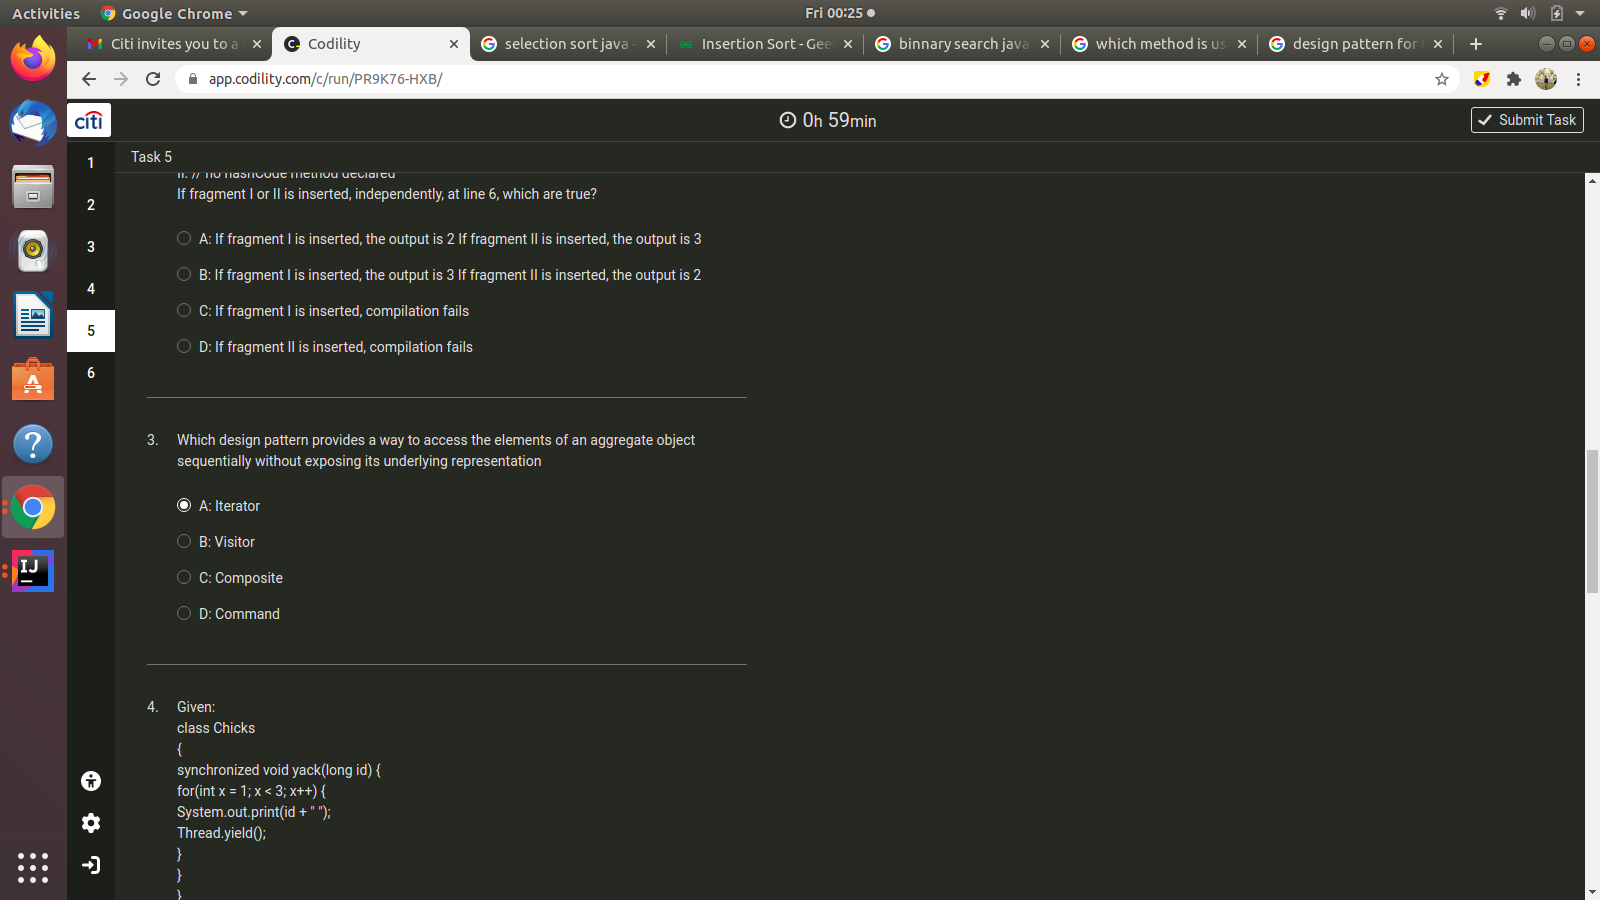 Activities Google Chrome Fri 00:25
Citi invites you to a Codility selection sort java - Insertion Sort - Gee binnary search java which method is us design pattern for
app.codility.com/c/run/PR9K76-HXB/
citi 0h 59min Submit Task
1 Task 5
2
3
4
5
6
II. // no hashCode method declared
If fragment I or II is inserted, independently, at line 6, which are true?
A: If fragment I is inserted, the output is 2 If fragment II is inserted, the output is 3
B: If fragment I is inserted, the output is 3 If fragment II is inserted, the output is 2
C: If fragment I is inserted, compilation fails
D: If fragment II is inserted, compilation fails
3. Which design pattern provides a way to access the elements of an aggregate object
sequentially without exposing its underlying representation
A: Iterator
B: Visitor
C: Composite
D: Command
4. Given:
class Chicks
{
synchronized void yack(long id) {
for(int x = 1; x < 3; x++) {
System.out.print(id + " ");
Thread.yield();
}
}
}
IJ